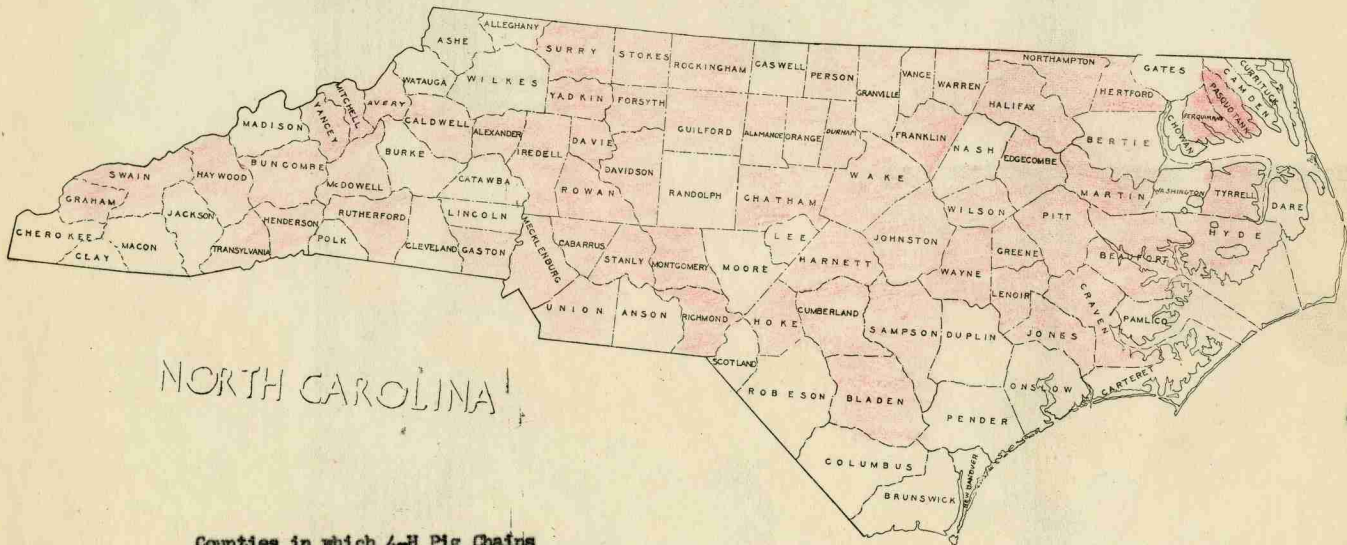 ALLEGHANY
ASHE
SURRY
STOKES
ROCKINGHAM
CASWELL
PERSON
GRANVILLE
VANCE
WARREN
NORTHAMPTON
GATES
HERTFORD
CURRITUCK
CAMDEN
PASQUOTANK
PERQUIMANS
CHOWAN
WATAUGA
WILKES
YADKIN
FORSYTH
GUILFORD
ALAMANCE
ORANGE
DURHAM
FRANKLIN
HALIFAX
NASH
EDGECOMBE
BERTIE
MITCHELL
AVERY
YANCEY
MADISON
CALDWELL
ALEXANDER
IREDELL
DAVIE
DAVIDSON
RANDOLPH
CHATHAM
WAKE
WILSON
MARTIN
WASHINGTON
TYRRELL
DARE
SWAIN
HAYWOOD
BUNCOMBE
McDOWELL
BURKE
CATAWBA
ROWAN
PITT
BEAUFORT
HYDE
GRAHAM
JACKSON
HENDERSON
RUTHERFORD
LINCOLN
LEE
JOHNSTON
GREENE
CHEROKEE
MACON
CLAY
TRANSYLVANIA
POLK
CLEVELAND
GASTON
MECKLENBURG
CABARRUS
STANLY
MONTGOMERY
MOORE
HARNETT
WAYNE
LENOIR
CRAVEN
PAMLICO
UNION
ANSON
RICHMOND
HOKE
CUMBERLAND
SAMPSON
DUPLIN
JONES
CARTERET
SCOTLAND
ROBESON
BLADEN
ONSLOW
PENDER
COLUMBUS
BRUNSWICK
NEW HANOVER
NORTH CAROLINA
Counties in which 4-H Pig Chains